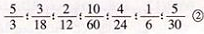 5/3 : 3/18 : 2/12 : 10/60 : 4/24 : 1/6 : 5/30 ②